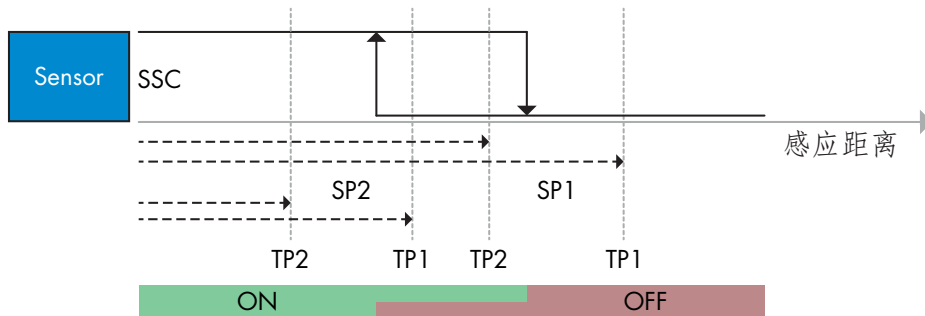 Sensor
SSC
感应距离
SP2
SP1
TP2
TP1
TP2
TP1
ON
OFF